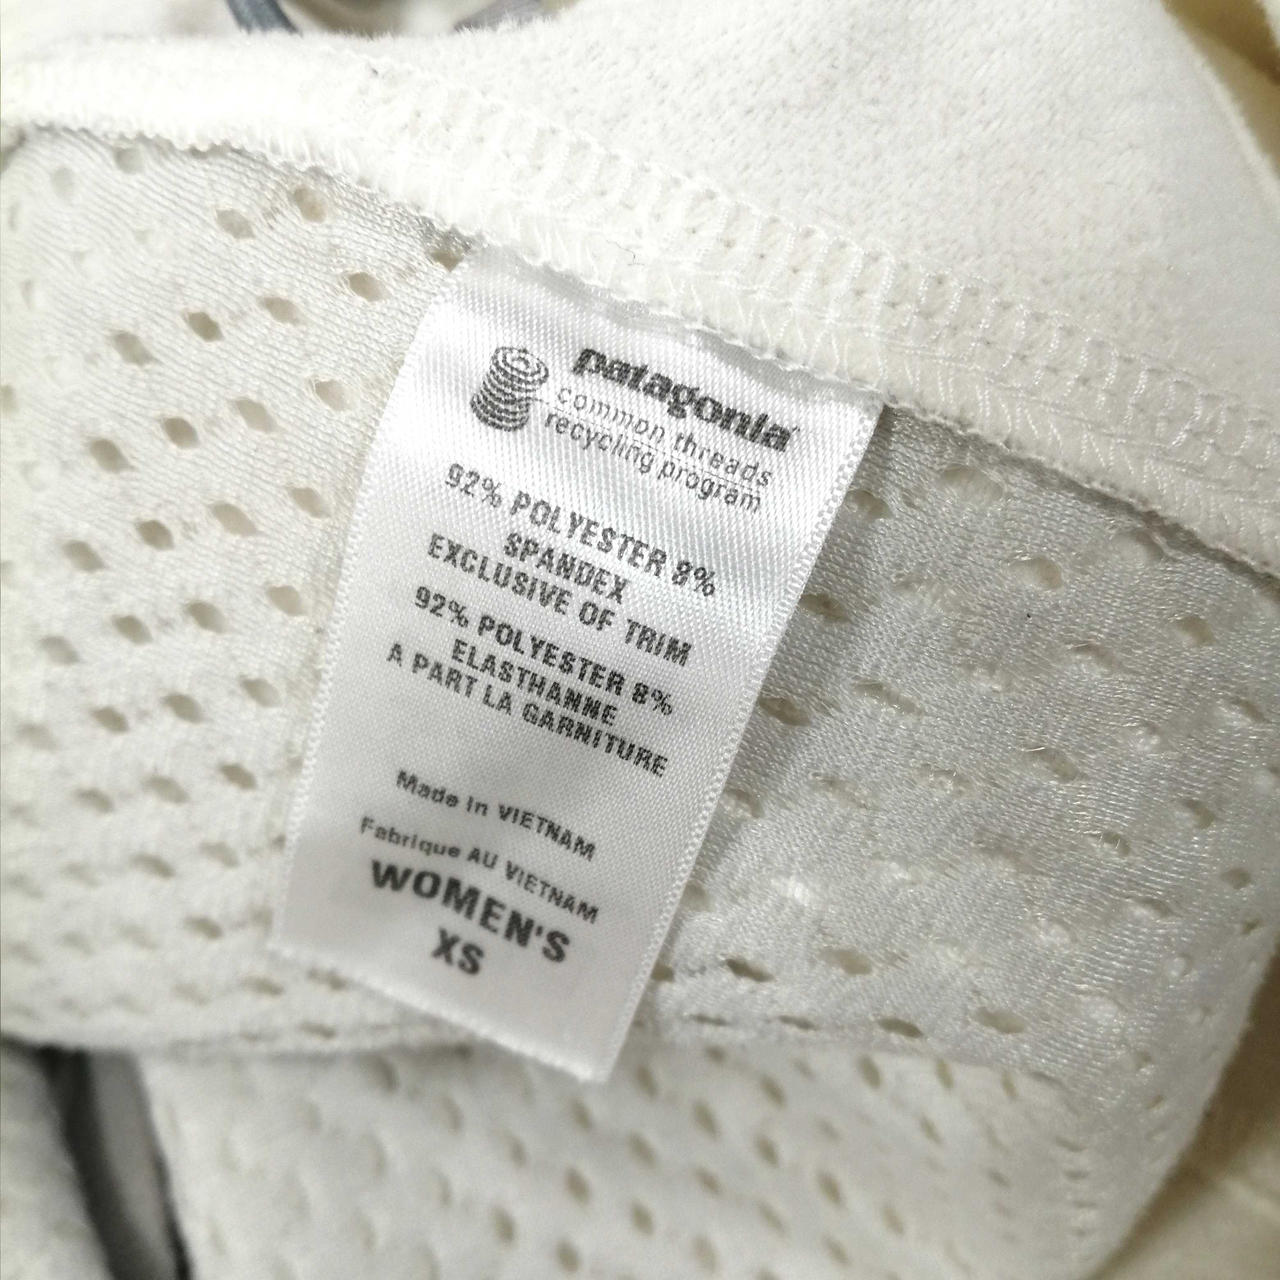 patagonia
common threads
recycling program
92% POLYESTER 8%
SPANDEX
EXCLUSIVE OF TRIM
92% POLYESTER 8%
ELASTHANNE
A PART LA GARNITURE
Made in VIETNAM
Fabrique AU VIETNAM
WOMEN'S
XS